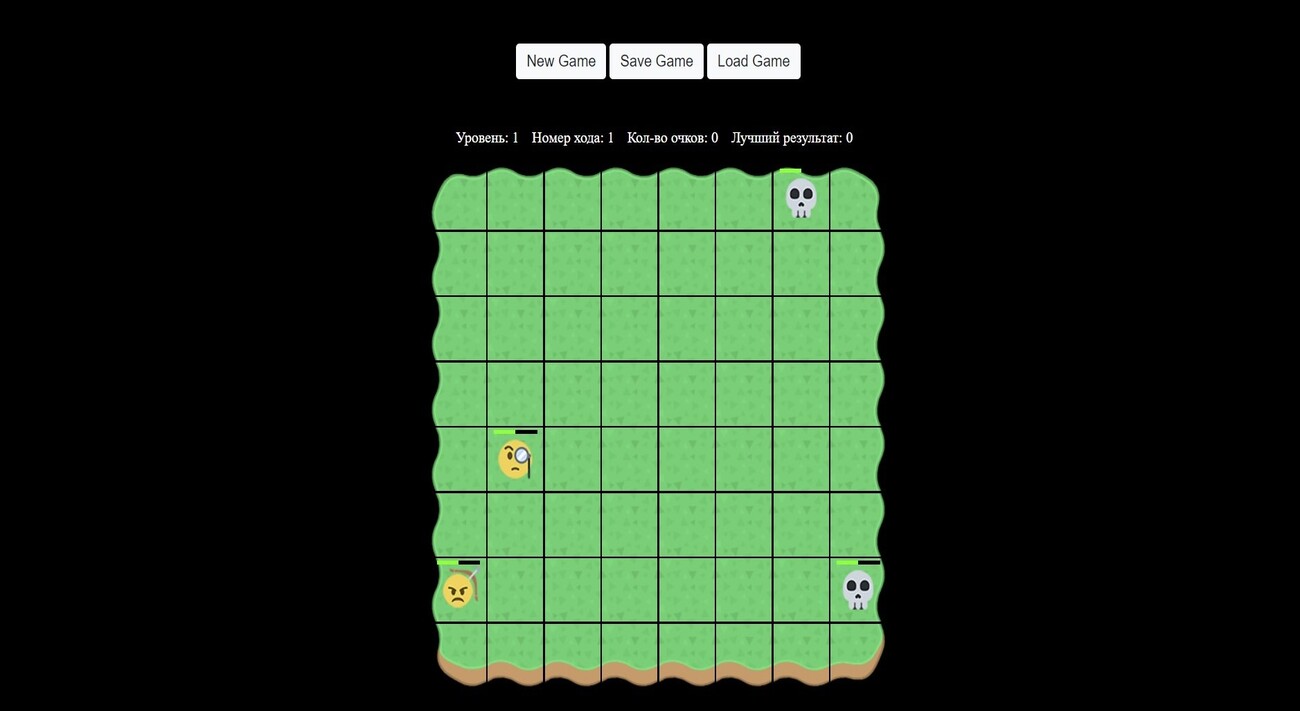 New Game Save Game Load Game
Уровень: 1 Номер хода: 1 Кол-во очков: 0 Лучший результат: 0